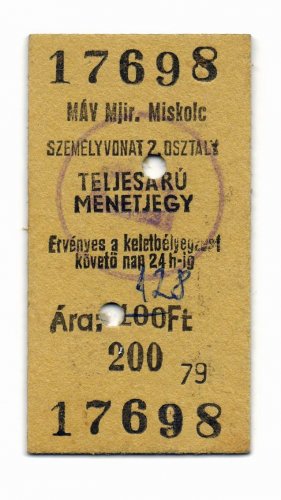 17698
MÁV Mjir. Miskolc
SZEMÉLYVONAT 2. OSZTÁLY
TELJESÁRÚ
MENETJEGY
Érvényes a keletbélyegzést
követő nap 24 h-ig
128
Ára: 100 Ft
200
79
17698